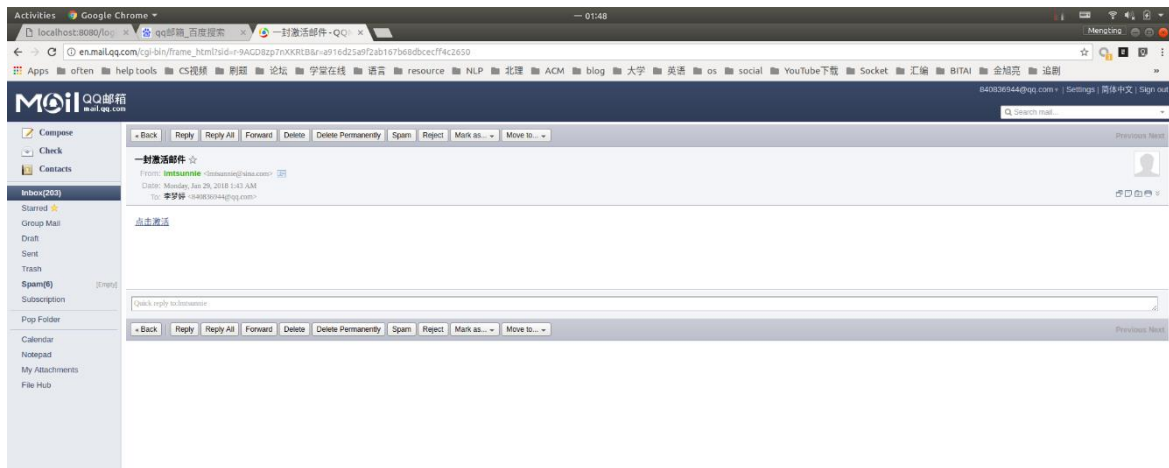 Activities Google Chrome ▾ 01:48
localhost:8080/log × qq邮箱_百度搜索 × 一封激活邮件 - QQ × Mengting
en.mail.qq.com/cgi-bin/frame_html?sid=r-9AGD8zp7nXKRtB&r=a916d25a9f2ab167b68dbcecff4c2650
Apps often help tools CS视频 刷题 论坛 学堂在线 语言 resource NLP 北理 ACM blog 大学 英语 os social YouTube下载 Socket 汇编 BITAI 金旭亮 追剧 »
MOil QQ邮箱 mail.qq.com
840836944@qq.com ▾ | Settings | 简体中文 | Sign out
Search mail...
Compose
Check
Contacts
Inbox(203)
Starred
Group Mail
Draft
Sent
Trash
Spam(6) [Empty]
Subscription
Pop Folder
Calendar
Notepad
My Attachments
File Hub
« Back Reply Reply All Forward Delete Delete Permanently Spam Reject Mark as... Move to... Previous Next
一封激活邮件 ☆
From: lmtsunnie <lmtsunnie@sina.com>
Date: Monday, Jan 29, 2018 1:43 AM
To: 李梦婷 <840836944@qq.com>
点击激活
Quick reply to:lmtsunnie
« Back Reply Reply All Forward Delete Delete Permanently Spam Reject Mark as... Move to... Previous Next